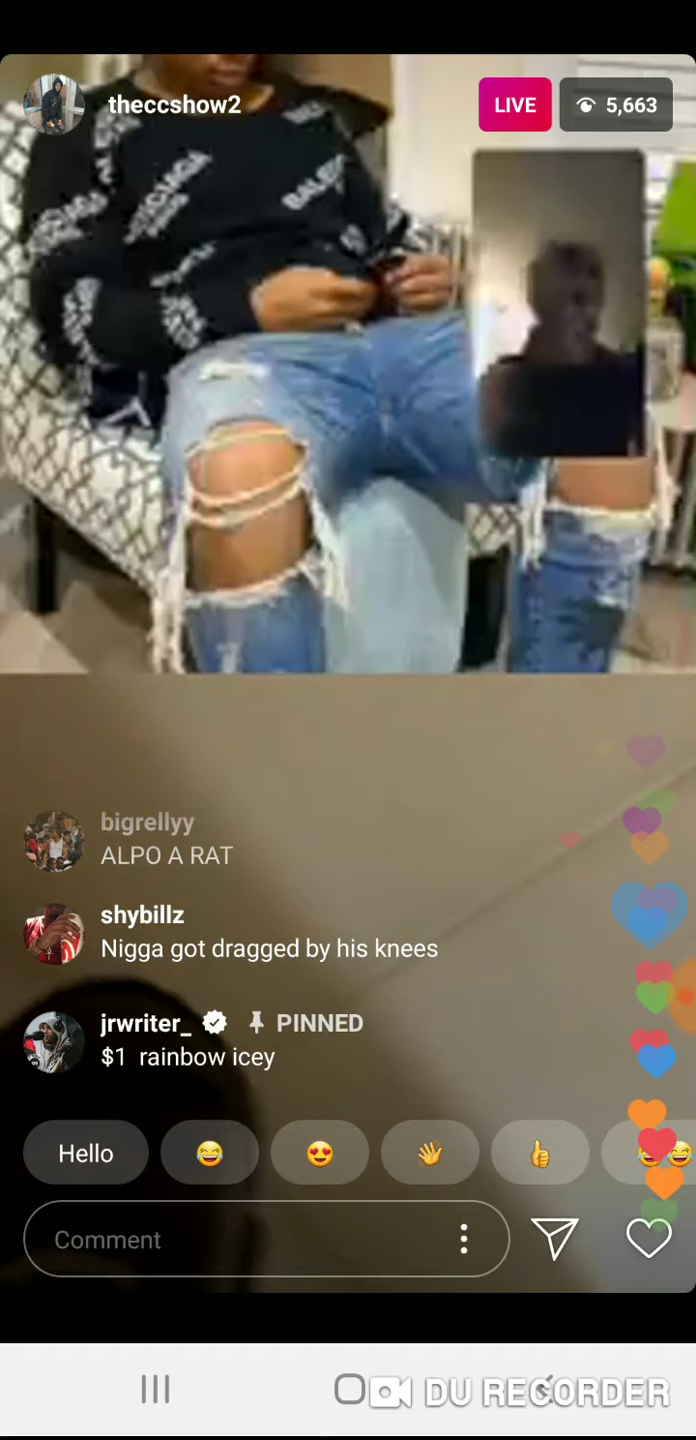 theccshow2
LIVE
5,663
BALEN
bigrellyy
ALPO A RAT
shybillz
Nigga got dragged by his knees
jrwriter_ PINNED
$1 rainbow icey
Hello
Comment
DU RECORDER